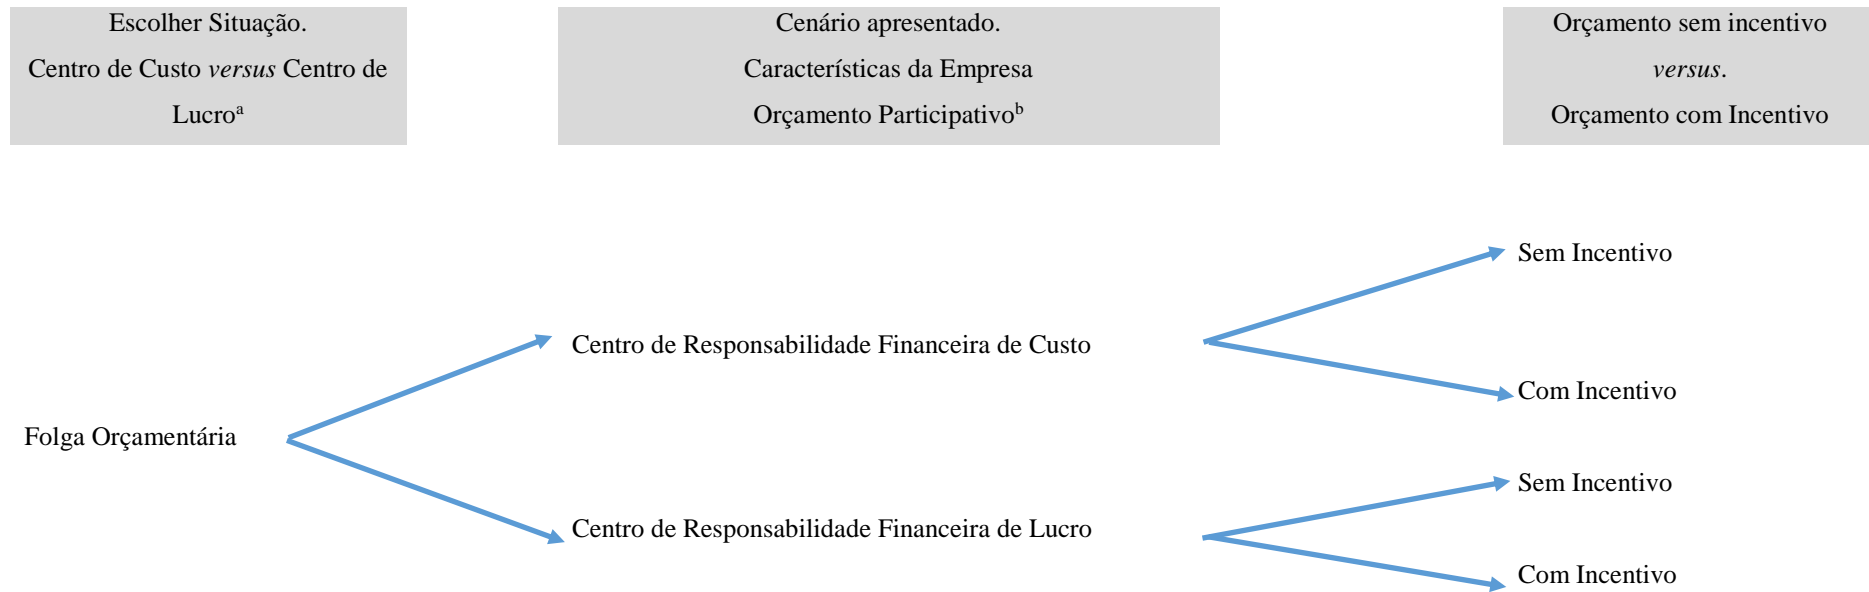 Escolher Situação.
Centro de Custo versus Centro de
Lucroᵃ
Cenário apresentado.
Características da Empresa
Orçamento Participativoᵇ
Orçamento sem incentivo
versus.
Orçamento com Incentivo
Sem Incentivo
Centro de Responsabilidade Financeira de Custo
Com Incentivo
Folga Orçamentária
Sem Incentivo
Centro de Responsabilidade Financeira de Lucro
Com Incentivo